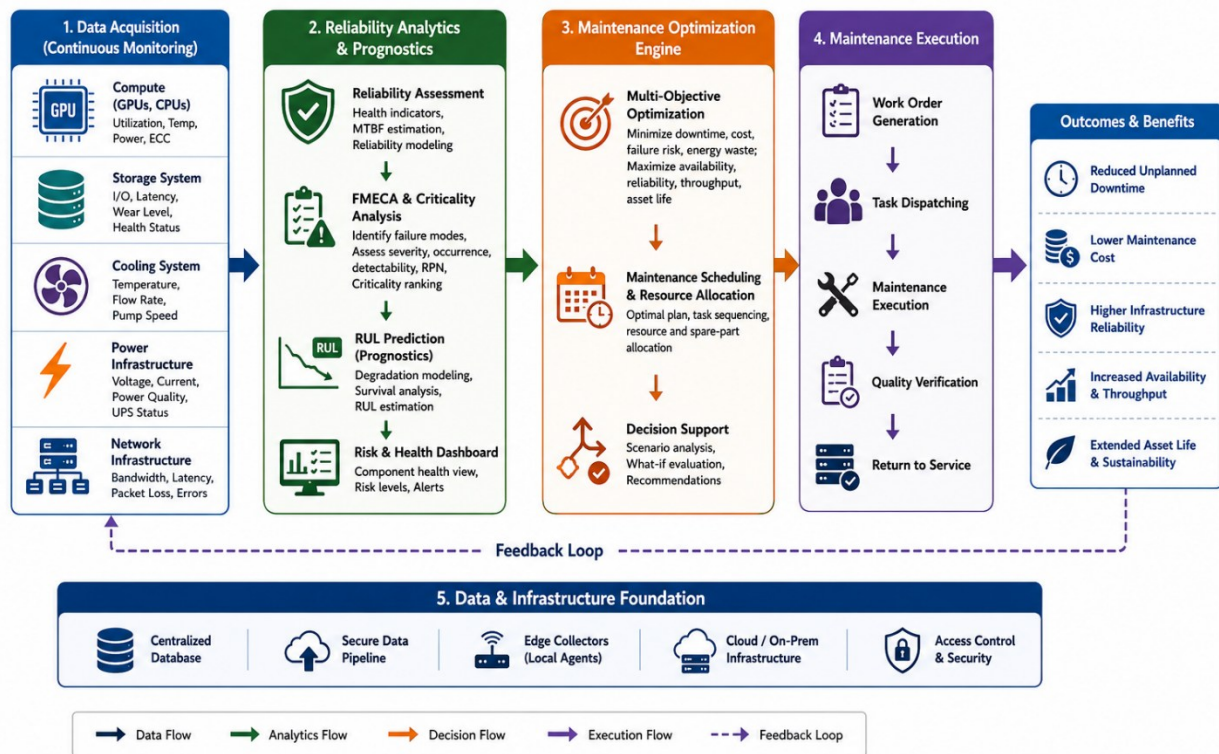 1. Data Acquisition
(Continuous Monitoring)
GPU
Compute
(GPUs, CPUs)
Utilization, Temp,
Power, ECC
Storage System
I/O, Latency,
Wear Level,
Health Status
Cooling System
Temperature,
Flow Rate,
Pump Speed
Power
Infrastructure
Voltage, Current,
Power Quality,
UPS Status
Network
Infrastructure
Bandwidth, Latency,
Packet Loss, Errors
2. Reliability Analytics
& Prognostics
Reliability Assessment
Health indicators,
MTBF estimation,
Reliability modeling
FMECA & Criticality
Analysis
Identify failure modes,
Assess severity, occurrence,
detectability, RPN,
Criticality ranking
RUL
RUL Prediction
(Prognostics)
Degradation modeling,
Survival analysis,
RUL estimation
Risk & Health Dashboard
Component health view,
Risk levels, Alerts
3. Maintenance Optimization
Engine
Multi-Objective
Optimization
Minimize downtime, cost,
failure risk, energy waste;
Maximize availability,
reliability, throughput,
asset life
Maintenance Scheduling
& Resource Allocation
Optimal plan, task sequencing,
resource and spare-part
allocation
Decision Support
Scenario analysis,
What-if evaluation,
Recommendations
4. Maintenance Execution
Work Order
Generation
Task Dispatching
Maintenance
Execution
Quality Verification
Return to Service
Outcomes & Benefits
Reduced Unplanned
Downtime
$
Lower Maintenance
Cost
Higher Infrastructure
Reliability
Increased Availability
& Throughput
Extended Asset Life
& Sustainability
Feedback Loop
5. Data & Infrastructure Foundation
Centralized
Database
Secure Data
Pipeline
Edge Collectors
(Local Agents)
Cloud / On-Prem
Infrastructure
Access Control
& Security
Data Flow
Analytics Flow
Decision Flow
Execution Flow
Feedback Loop